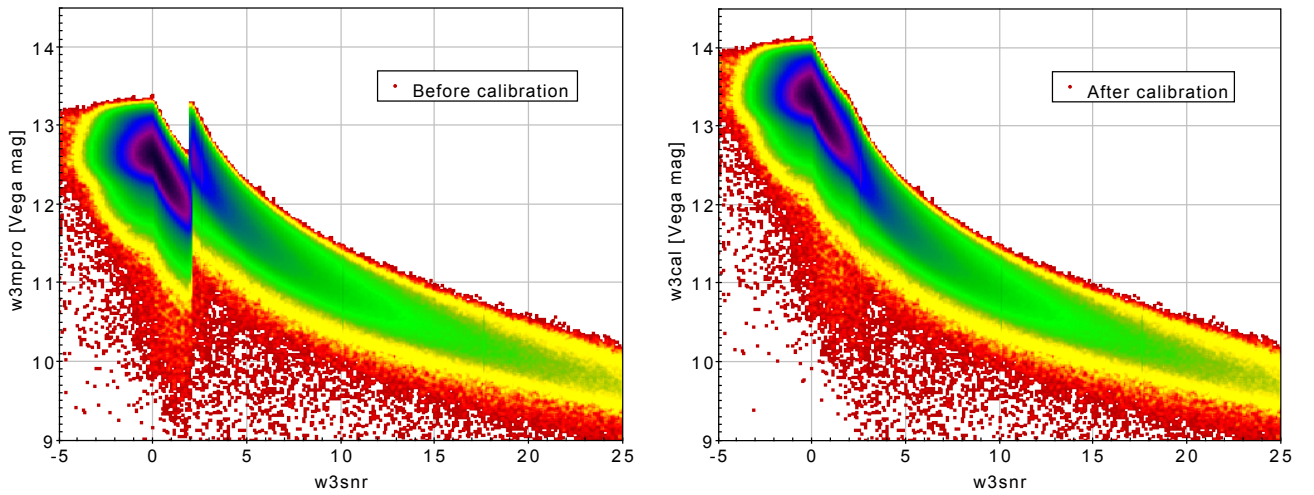 14
13
12
11
10
9
w3mpro [Vega mag]
Before calibration
-5 0 5 10 15 20 25
w3snr
14
13
12
11
10
9
w3cal [Vega mag]
After calibration
-5 0 5 10 15 20 25
w3snr